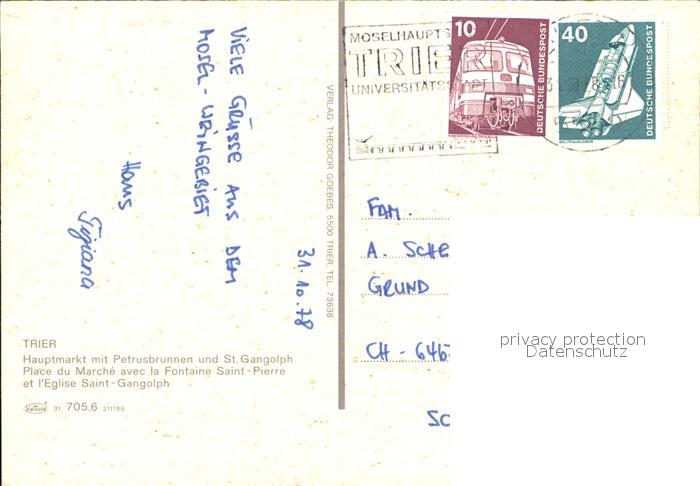 VIELE GRÜSSE AUS DEM
MOSEL-WEINGEBIET
Hans
Tiziana
31.10.78
VERLAG: THEODOR GOEBES, 5500 TRIER, TEL. 73638
MOSELHAUPTS
TRIER
UNIVERSITÄTS
10
DEUTSCHE BUNDESPOST
40
DEUTSCHE BUNDESPOST
WELTRAUMLABOR
FAM.
A. SCHE
GRUND
CH - 645
SC
privacy protection
Datenschutz
TRIER
Hauptmarkt mit Petrusbrunnen und St. Gangolph
Place du Marché avec la Fontaine Saint-Pierre
et l'Eglise Saint-Gangolph
31. 705.6 211186